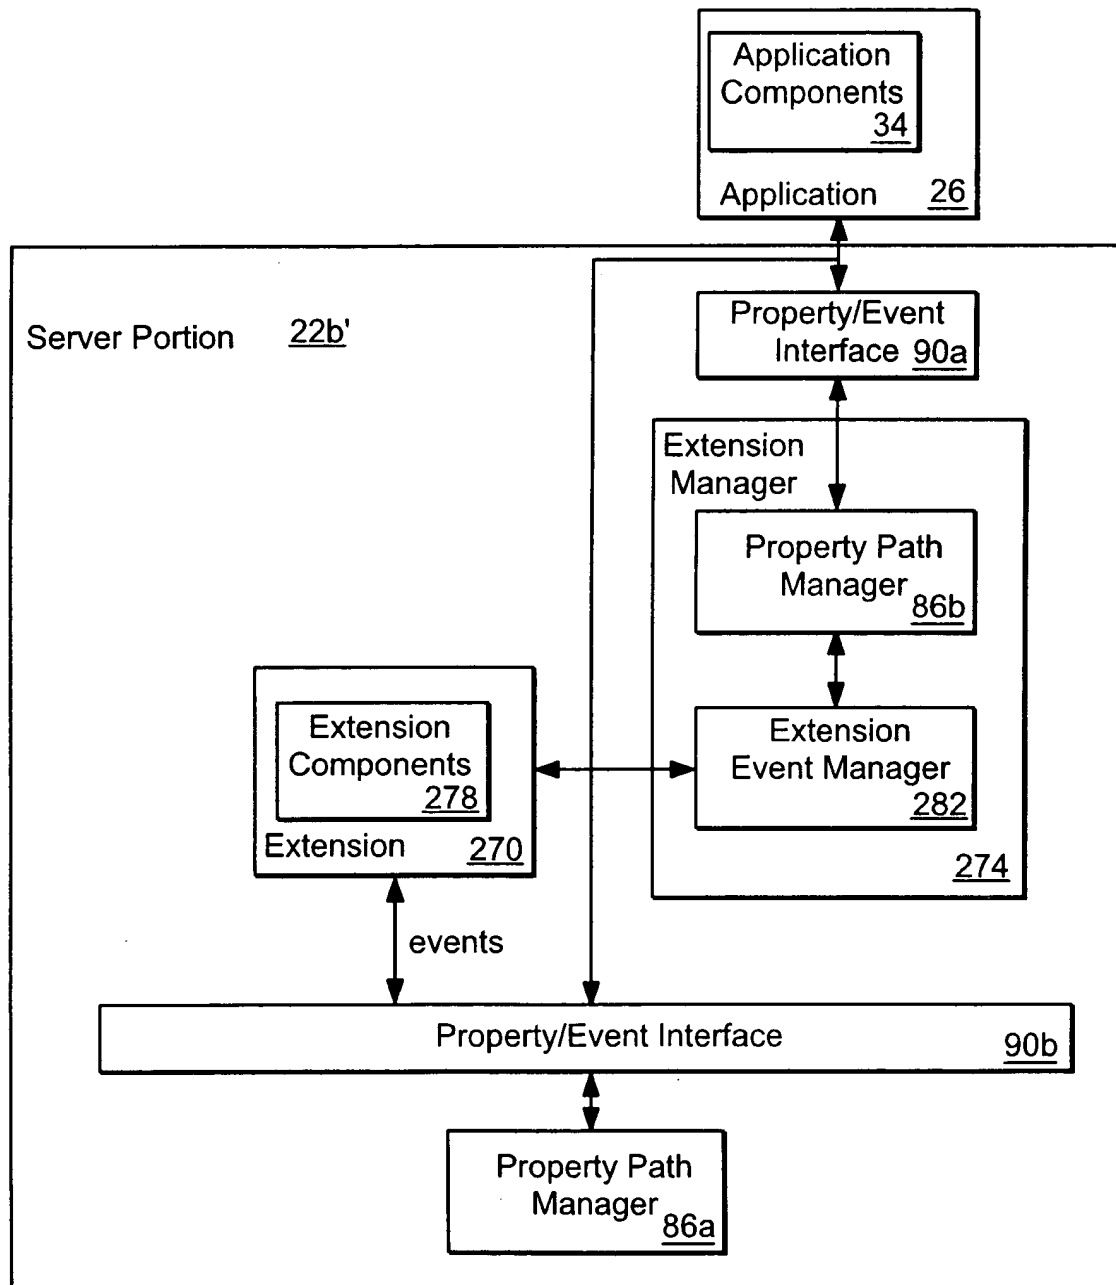 Application
Components
34
Application 26
Server Portion 22b'
Property/Event
Interface 90a
Extension
Manager
Property Path
Manager
86b
Extension
Event Manager
282
274
Extension
Components
278
Extension 270
events
Property/Event Interface 90b
Property Path
Manager
86a